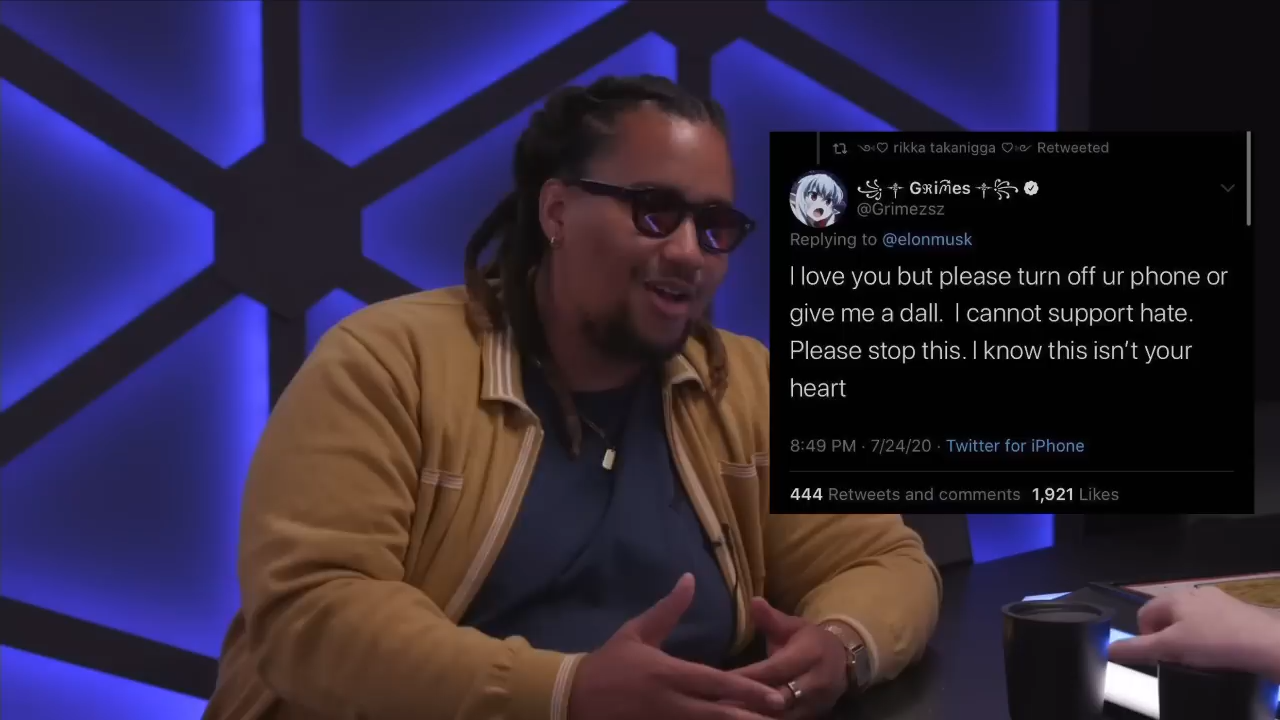 ꧁ ༒ rikka takanigga ♡ Retweeted
꧁ ༒ Gℜi𝔪es ༒ ꧂
@Grimezsz
Replying to @elonmusk
I love you but please turn off ur phone or
give me a dall.  I cannot support hate.
Please stop this. I know this isn't your
heart
8:49 PM · 7/24/20 · Twitter for iPhone
444 Retweets and comments 1,921 Likes